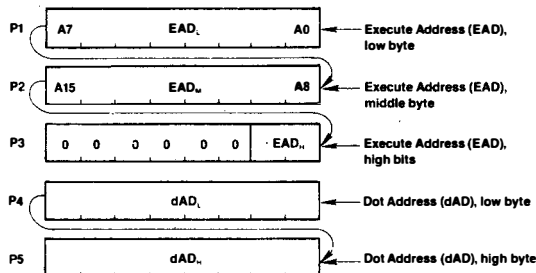 P1 A7 EADL A0 Execute Address (EAD), low byte
P2 A15 EADM A8 Execute Address (EAD), middle byte
P3 0 0 0 0 0 0 EADH Execute Address (EAD), high bits
P4 dADL Dot Address (dAD), low byte
P5 dADH Dot Address (dAD), high byte